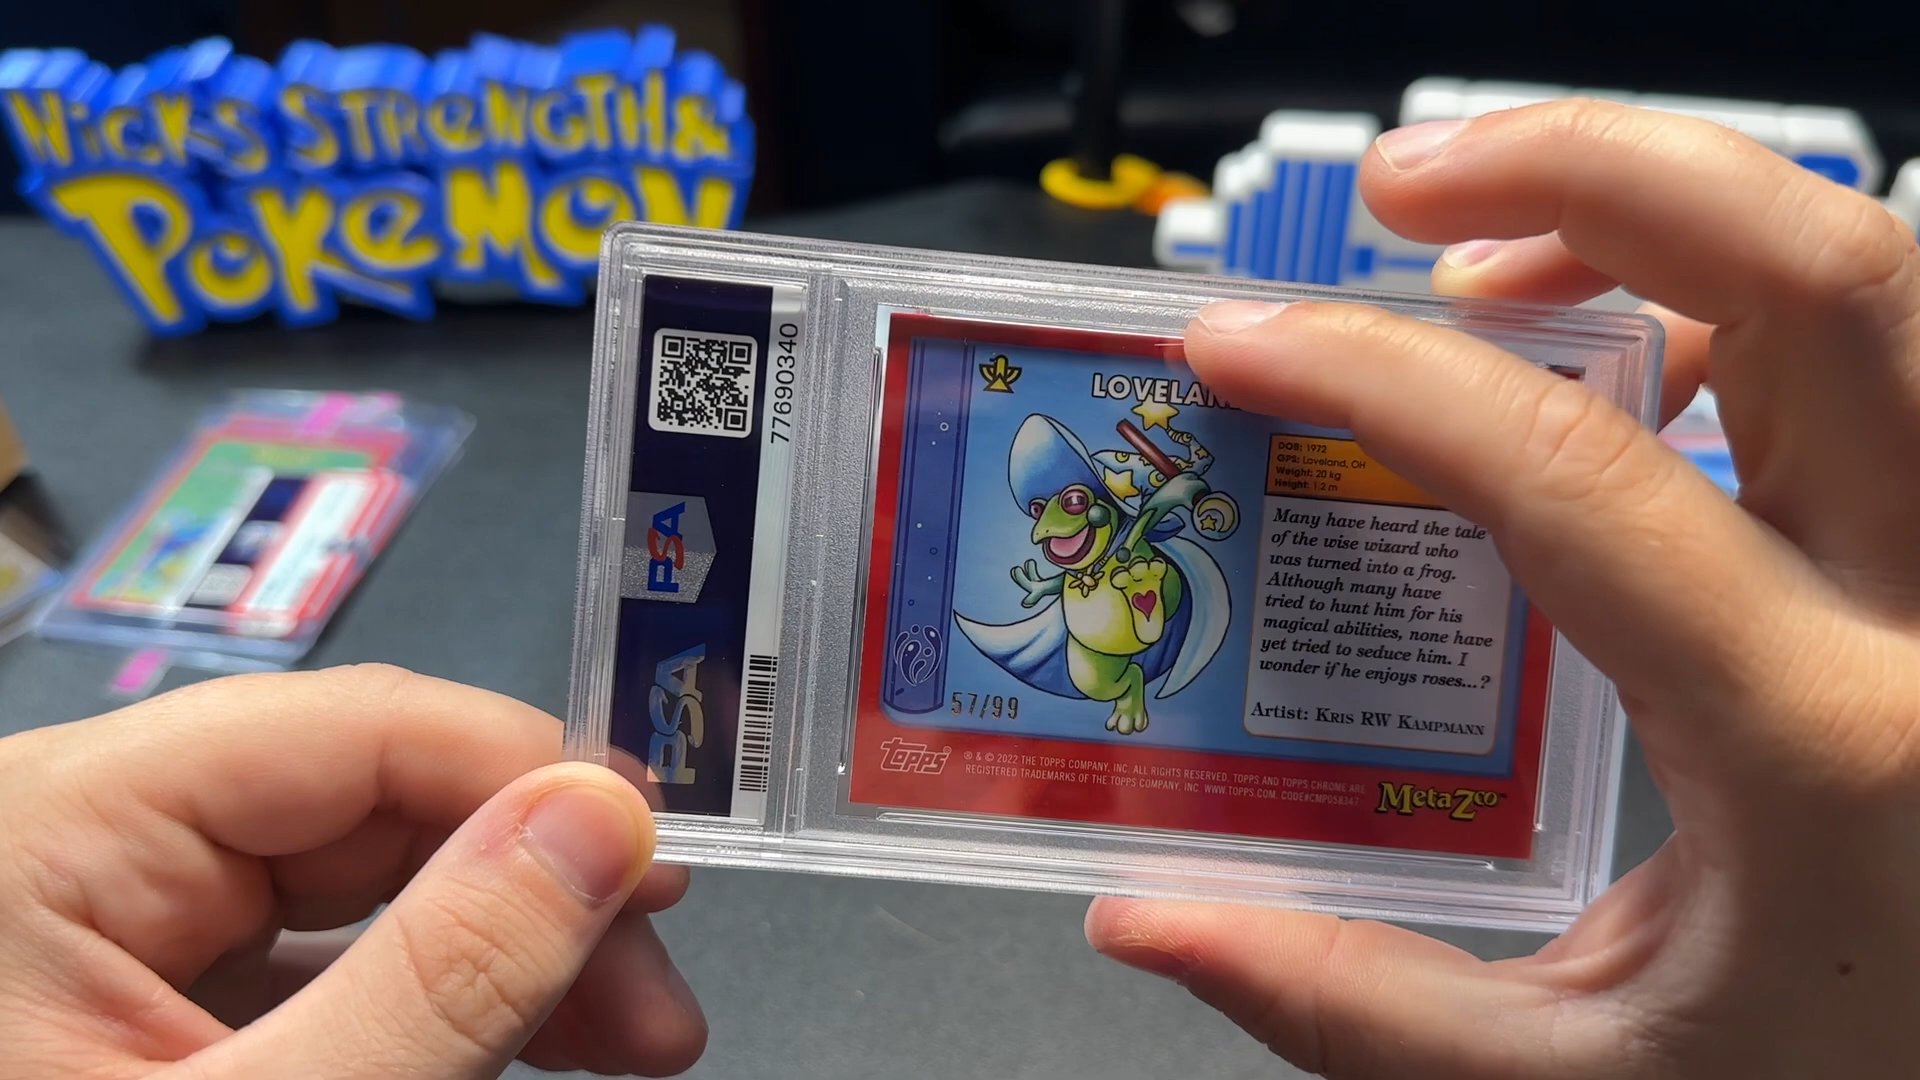 NICKS STRENGTH&
POKEMON
77690340
PSA
PSA
LOVELAN
DOB: 1972
GPS: Loveland, OH
Weight: 20 kg
Height: 1.2 m
Many have heard the tale
of the wise wizard who
was turned into a frog.
Although many have
tried to hunt him for his
magical abilities, none have
yet tried to seduce him. I
wonder if he enjoys roses...?
Artist: KRIS RW KAMPMANN
57/99
topps®
® & © 2022 THE TOPPS COMPANY, INC. ALL RIGHTS RESERVED. TOPPS AND TOPPS CHROME ARE
REGISTERED TRADEMARKS OF THE TOPPS COMPANY, INC. WWW.TOPPS.COM. CODE#CMP058347
MetaZoo™